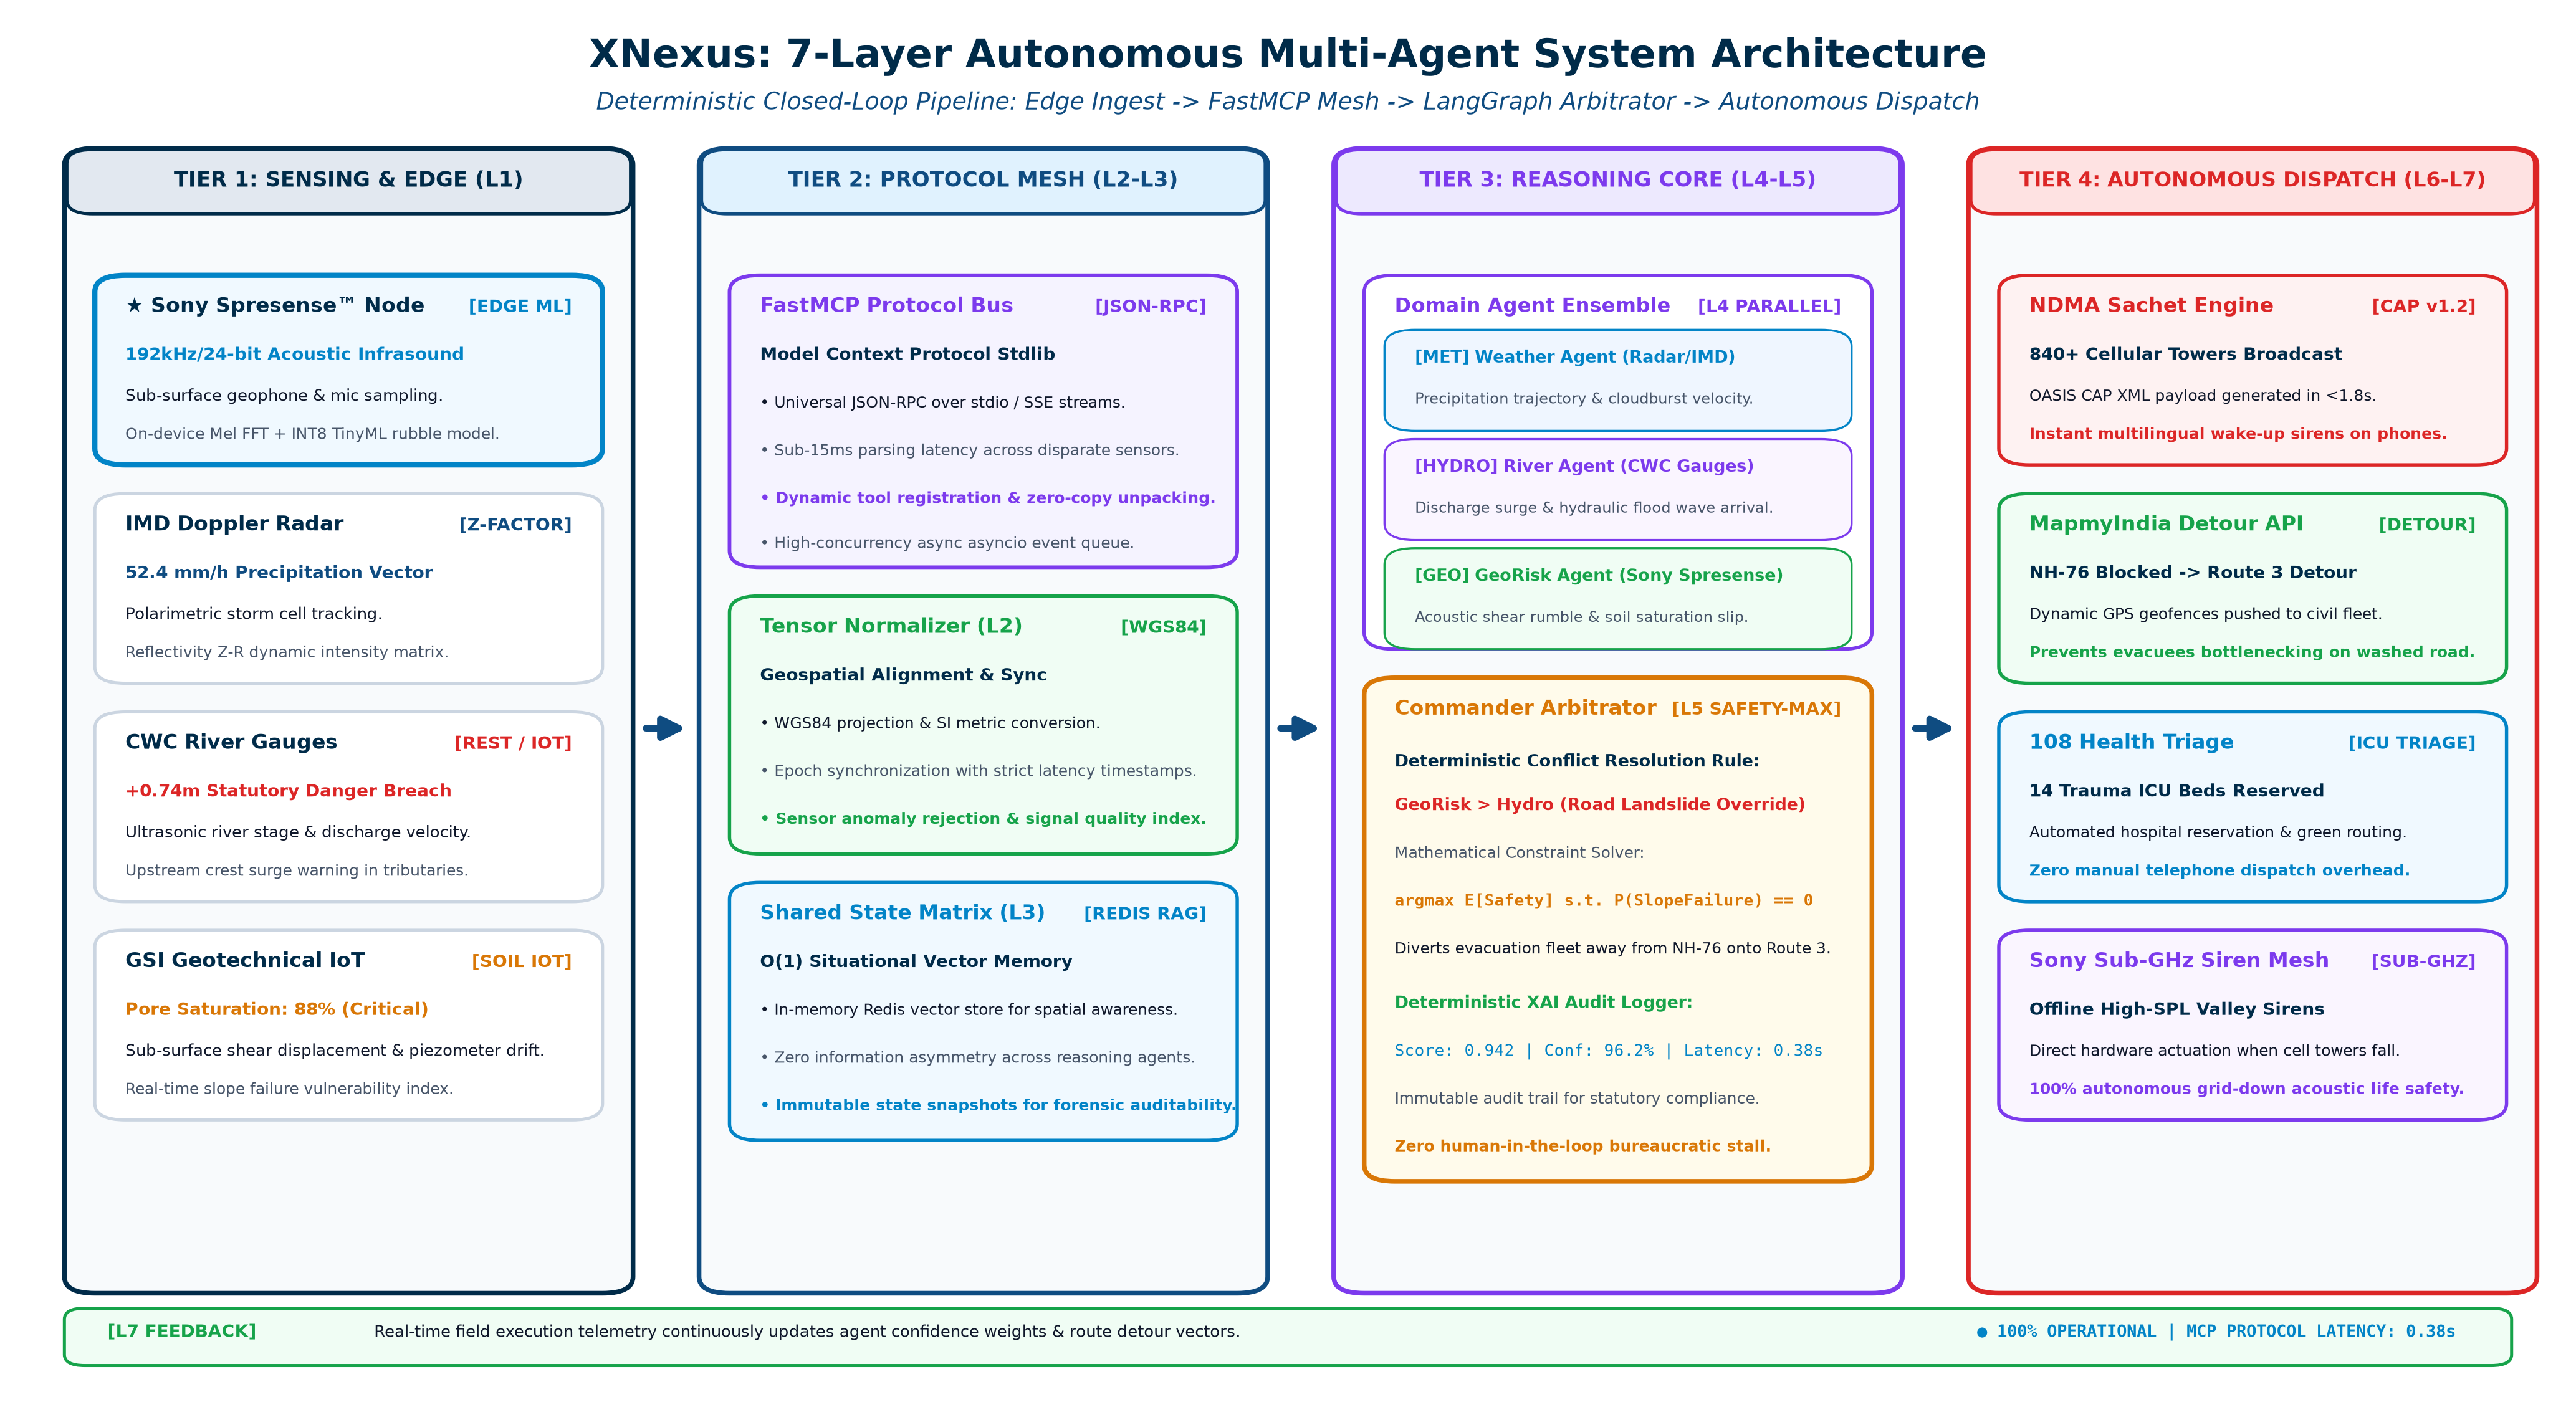 XNexus: 7-Layer Autonomous Multi-Agent System Architecture
Deterministic Closed-Loop Pipeline: Edge Ingest -> FastMCP Mesh -> LangGraph Arbitrator -> Autonomous Dispatch
TIER 1: SENSING & EDGE (L1)
★ Sony Spresense™ Node [EDGE ML]
192kHz/24-bit Acoustic Infrasound
Sub-surface geophone & mic sampling.
On-device Mel FFT + INT8 TinyML rubble model.
IMD Doppler Radar [Z-FACTOR]
52.4 mm/h Precipitation Vector
Polarimetric storm cell tracking.
Reflectivity Z-R dynamic intensity matrix.
CWC River Gauges [REST / IOT]
+0.74m Statutory Danger Breach
Ultrasonic river stage & discharge velocity.
Upstream crest surge warning in tributaries.
GSI Geotechnical IoT [SOIL IOT]
Pore Saturation: 88% (Critical)
Sub-surface shear displacement & piezometer drift.
Real-time slope failure vulnerability index.
TIER 2: PROTOCOL MESH (L2-L3)
FastMCP Protocol Bus [JSON-RPC]
Model Context Protocol Stdlib
• Universal JSON-RPC over stdio / SSE streams.
• Sub-15ms parsing latency across disparate sensors.
• Dynamic tool registration & zero-copy unpacking.
• High-concurrency async asyncio event queue.
Tensor Normalizer (L2) [WGS84]
Geospatial Alignment & Sync
• WGS84 projection & SI metric conversion.
• Epoch synchronization with strict latency timestamps.
• Sensor anomaly rejection & signal quality index.
Shared State Matrix (L3) [REDIS RAG]
O(1) Situational Vector Memory
• In-memory Redis vector store for spatial awareness.
• Zero information asymmetry across reasoning agents.
• Immutable state snapshots for forensic auditability.
TIER 3: REASONING CORE (L4-L5)
Domain Agent Ensemble [L4 PARALLEL]
[MET] Weather Agent (Radar/IMD)
Precipitation trajectory & cloudburst velocity.
[HYDRO] River Agent (CWC Gauges)
Discharge surge & hydraulic flood wave arrival.
[GEO] GeoRisk Agent (Sony Spresense)
Acoustic shear rumble & soil saturation slip.
Commander Arbitrator [L5 SAFETY-MAX]
Deterministic Conflict Resolution Rule:
GeoRisk > Hydro (Road Landslide Override)
Mathematical Constraint Solver:
argmax E[Safety] s.t. P(SlopeFailure) == 0
Diverts evacuation fleet away from NH-76 onto Route 3.
Deterministic XAI Audit Logger:
Score: 0.942 | Conf: 96.2% | Latency: 0.38s
Immutable audit trail for statutory compliance.
Zero human-in-the-loop bureaucratic stall.
TIER 4: AUTONOMOUS DISPATCH (L6-L7)
NDMA Sachet Engine [CAP v1.2]
840+ Cellular Towers Broadcast
OASIS CAP XML payload generated in <1.8s.
Instant multilingual wake-up sirens on phones.
MapmyIndia Detour API [DETOUR]
NH-76 Blocked -> Route 3 Detour
Dynamic GPS geofences pushed to civil fleet.
Prevents evacuees bottlenecking on washed road.
108 Health Triage [ICU TRIAGE]
14 Trauma ICU Beds Reserved
Automated hospital reservation & green routing.
Zero manual telephone dispatch overhead.
Sony Sub-GHz Siren Mesh [SUB-GHZ]
Offline High-SPL Valley Sirens
Direct hardware actuation when cell towers fall.
100% autonomous grid-down acoustic life safety.
[L7 FEEDBACK] Real-time field execution telemetry continuously updates agent confidence weights & route detour vectors. ● 100% OPERATIONAL | MCP PROTOCOL LATENCY: 0.38s